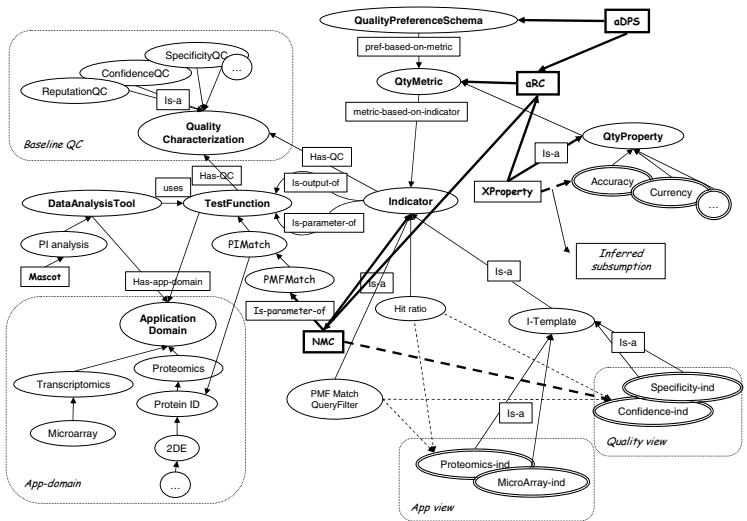 QualityPreferenceSchema
aDPS
pref-based-on-metric
SpecificityQC
ConfidenceQC
...
ReputationQC
Is-a
QtyMetric
aRC
metric-based-on-indicator
Quality
Characterization
Baseline QC
QtyProperty
Is-a
Has-QC
Has-QC
Is-output-of
uses
XProperty
Accuracy
Currency
...
DataAnalysisTool
TestFunction
Indicator
Is-parameter-of
PI analysis
PIMatch
Mascot
Inferred
subsumption
Is-a
PMFMatch
Has-app-domain
Is-a
Is-parameter-of
Hit ratio
Application
Domain
I-Template
NMC
Is-a
Proteomics
Transcriptomics
Specificity-ind
PMF Match
QueryFilter
Protein ID
Confidence-ind
Is-a
Microarray
2DE
Quality view
Proteomics-ind
...
MicroArray-ind
App-domain
App view